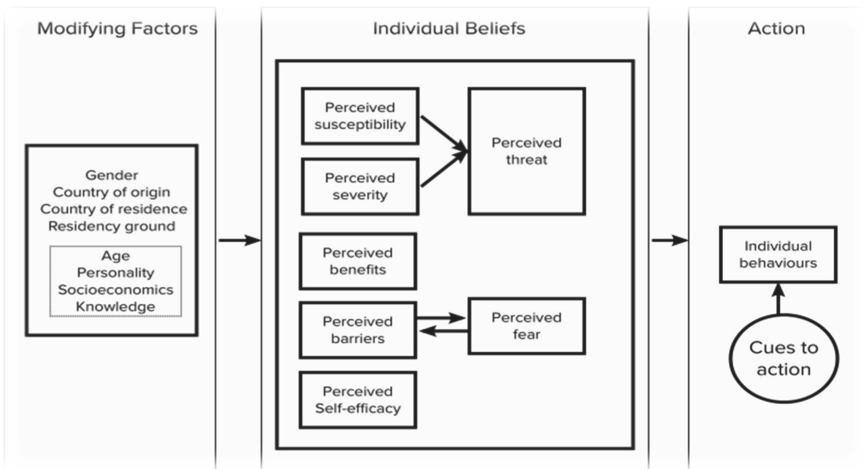 Modifying Factors
Individual Beliefs
Action
Gender
Country of origin
Country of residence
Residency ground
Age
Personality
Socioeconomics
Knowledge
Perceived
susceptibility
Perceived
severity
Perceived
threat
Perceived
benefits
Perceived
barriers
Perceived
fear
Perceived
Self-efficacy
Individual
behaviours
Cues to
action